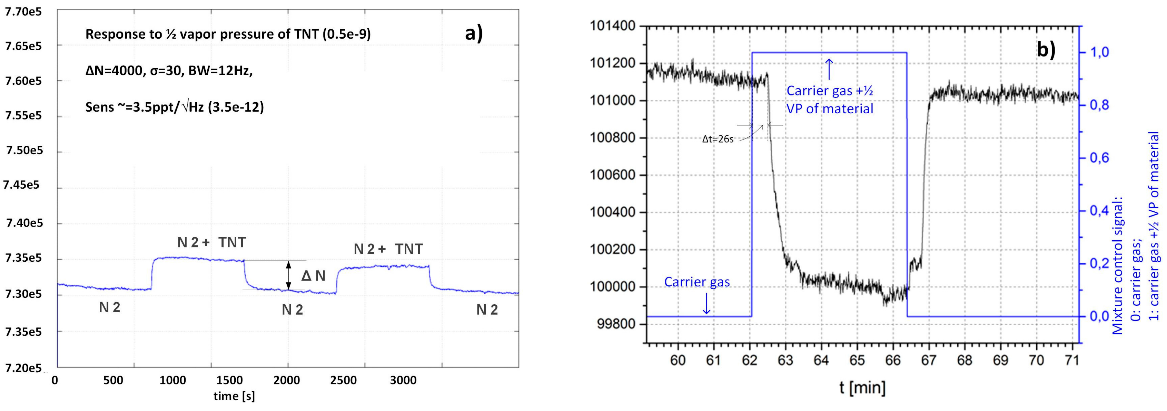 7.70e5
Response to ½ vapor pressure of TNT (0.5e-9)
a)
7.65e5
ΔN=4000, σ=30, BW=12Hz,
7.60e5
Sens ~=3.5ppt/√Hz (3.5e-12)
7.55e5
7.50e5
7.45e5
7.40e5
N 2 + TNT
N 2 + TNT
7.35e5
Δ N
7.30e5
N 2
N 2
N 2
7.35e5
7.20e5
0 500 1000 1500 2000 2000 3000
time [s]
101400
b)
1,0
101200
Carrier gas +½
VP of material
101000
0,8
100800
Δt=26s
100600
0,6
100400
0,4
100200
0,2
Carrier gas
100000
0,0
99800
60 61 62 63 64 65 66 67 68 69 70 71
t [min]
Mixture control signal:
0: carrier gas;
1: carrier gas +½ VP of material